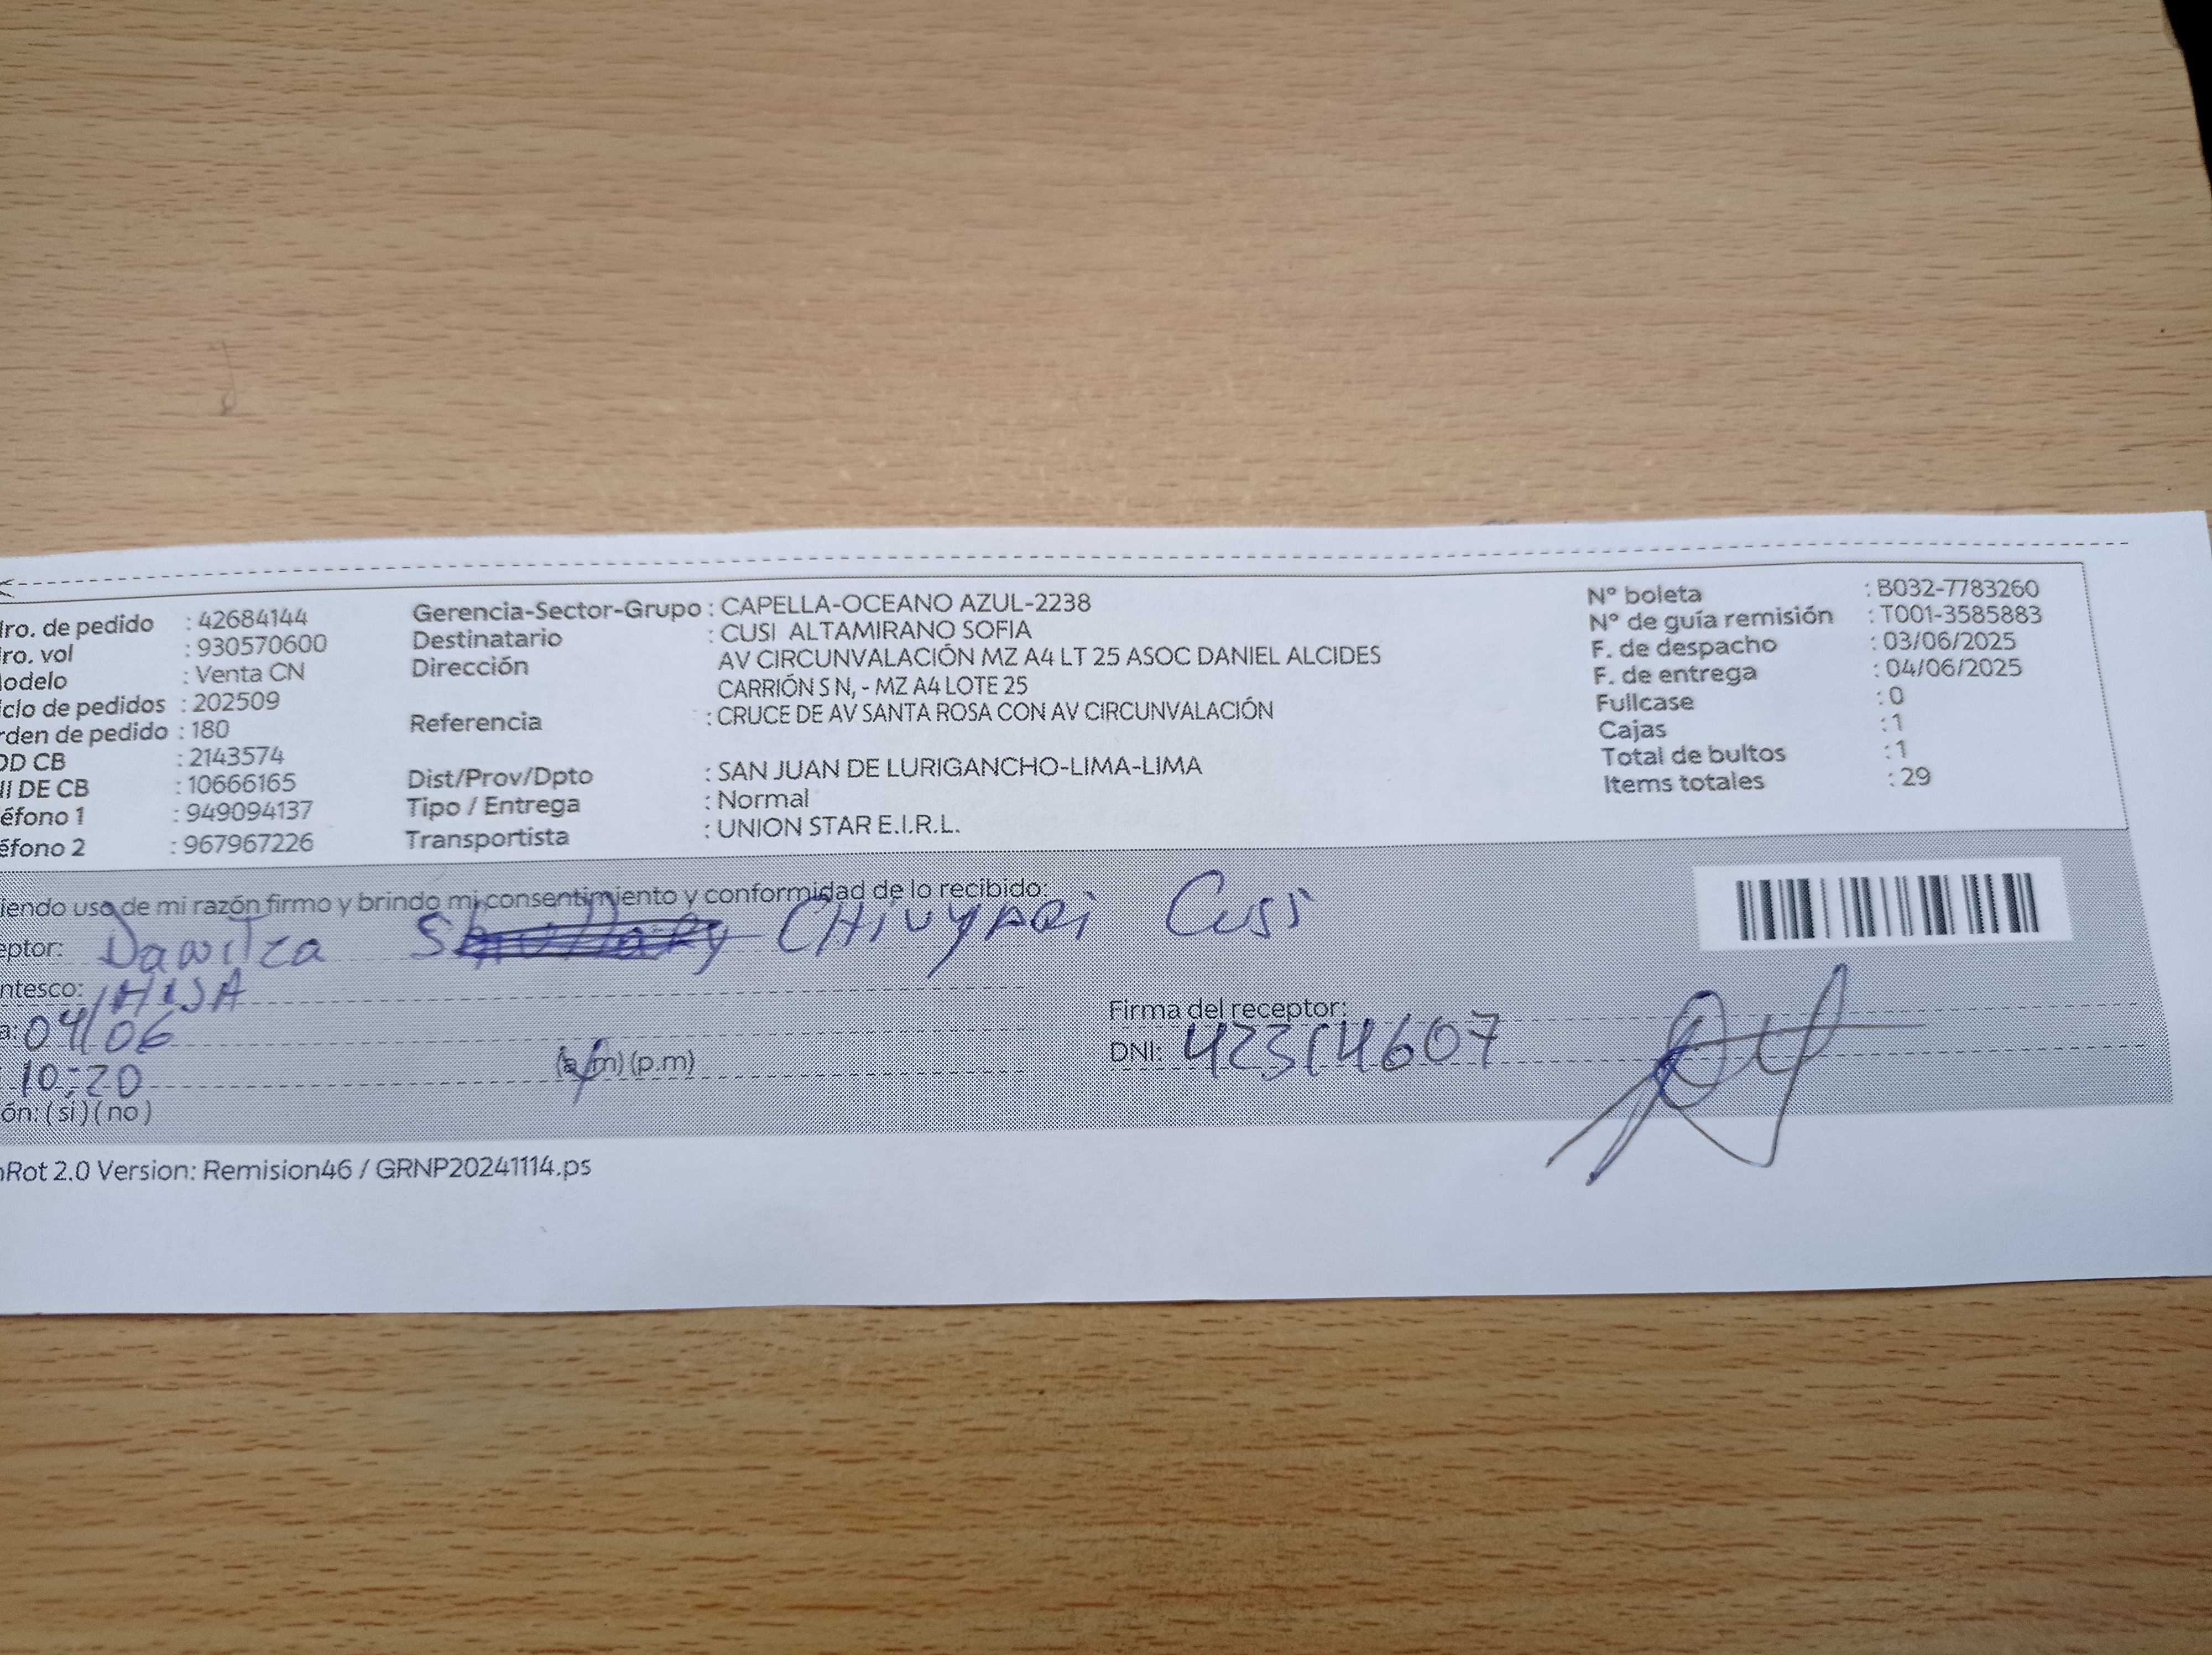 ro. de pedido : 42684144 Gerencia-Sector-Grupo : CAPELLA-OCEANO AZUL-2238 N° boleta : B032-7783260
ro. vol : 930570600 Destinatario : CUSI ALTAMIRANO SOFIA N° de guía remisión : T001-3585883
odelo : Venta CN Dirección AV CIRCUNVALACIÓN MZ A4 LT 25 ASOC DANIEL ALCIDES F. de despacho : 03/06/2025
iclo de pedidos : 202509 CARRIÓN S N, - MZ A4 LOTE 25 F. de entrega : 04/06/2025
rden de pedido : 180 Referencia : CRUCE DE AV SANTA ROSA CON AV CIRCUNVALACIÓN Fullcase : 0
OD CB : 2143574 Cajas : 1
II DE CB : 10666165 Dist/Prov/Dpto : SAN JUAN DE LURIGANCHO-LIMA-LIMA Total de bultos : 1
éfono 1 : 949094137 Tipo / Entrega : Normal Items totales : 29
éfono 2 : 967967226 Transportista : UNION STAR E.I.R.L.
iendo uso de mi razón firmo y brindo mi consentimiento y conformidad de lo recibido:
eptor: Danitza Cusi
ntesco: HIJA
a: 04/06 Firma del receptor:
10:20 (a.m) (p.m) DNI: 42314607
ón: (si) (no)
Rot 2.0 Version: Remision46 / GRNP20241114.ps